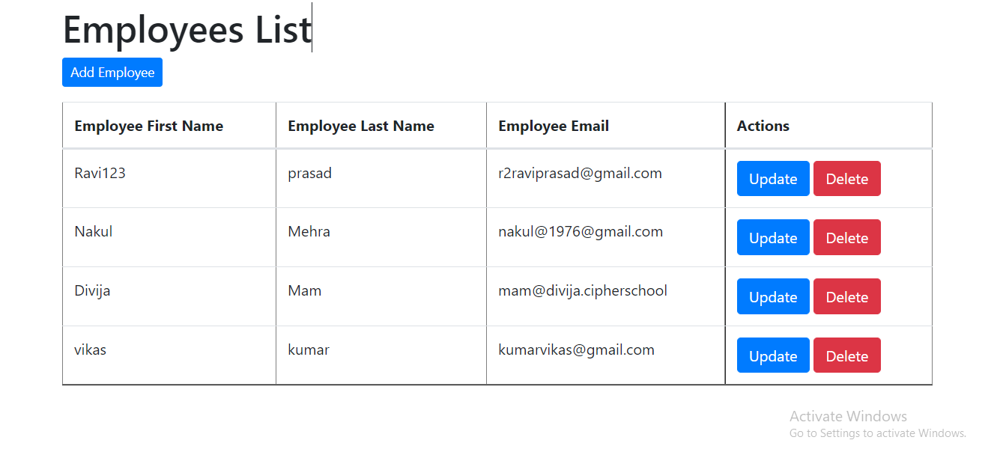 Employees List
Add Employee
Employee First Name Employee Last Name Employee Email Actions
Ravi123 prasad r2raviprasad@gmail.com Update Delete
Nakul Mehra nakul@1976@gmail.com Update Delete
Divija Mam mam@divija.cipherschool Update Delete
vikas kumar kumarvikas@gmail.com Update Delete
Activate Windows
Go to Settings to activate Windows.